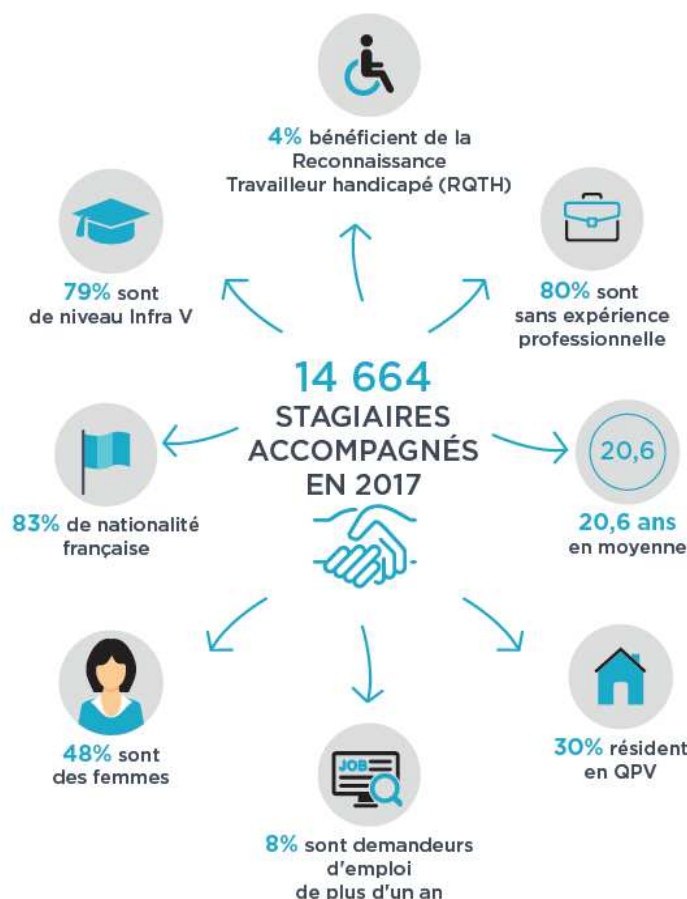 4% bénéficient de la
Reconnaissance
Travailleur handicapé (RQTH)
79% sont
de niveau Infra V
80% sont
sans expérience
professionnelle
14 664
STAGIAIRES
ACCOMPAGNÉS
EN 2017
83% de nationalité
française
20,6
20,6 ans
en moyenne
48% sont
des femmes
30% résident
en QPV
JOB
8% sont demandeurs
d'emploi
de plus d'un an